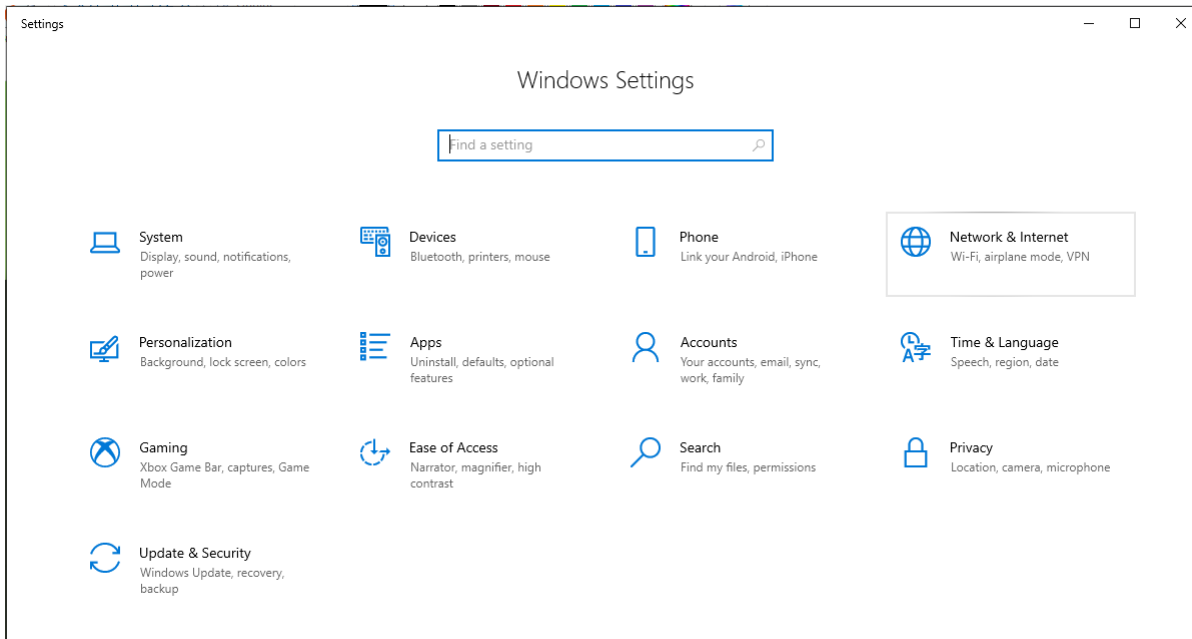 Settings
Windows Settings
Find a setting
System
Display, sound, notifications,
power
Devices
Bluetooth, printers, mouse
Phone
Link your Android, iPhone
Network & Internet
Wi-Fi, airplane mode, VPN
Personalization
Background, lock screen, colors
Apps
Uninstall, defaults, optional
features
Accounts
Your accounts, email, sync,
work, family
Time & Language
Speech, region, date
Gaming
Xbox Game Bar, captures, Game
Mode
Ease of Access
Narrator, magnifier, high
contrast
Search
Find my files, permissions
Privacy
Location, camera, microphone
Update & Security
Windows Update, recovery,
backup